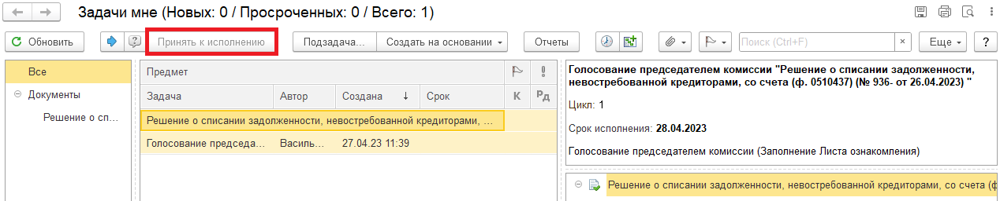 Задачи мне (Новых: 0 / Просроченных: 0 / Всего: 1)
Обновить
Принять к исполнению
Подзадача...
Создать на основании
Отчеты
Поиск (Ctrl+F)
×
Еще
?
Все
Документы
Решение о сп...
Предмет
Задача
Автор
Создана ↓
Срок
К
Рд
Решение о списании задолженности, невостребованной кредиторами, ...
Голосование председа...
Василь...
27.04.23 11:39
Голосование председателем комиссии "Решение о списании задолженности,
невостребованной кредиторами, со счета (ф. 0510437) (№ 936- от 26.04.2023) "
Цикл: 1
Срок исполнения: 28.04.2023
Голосование председателем комиссии (Заполнение Листа ознакомления)
Решение о списании задолженности, невостребованной кредиторами, со счета (ф